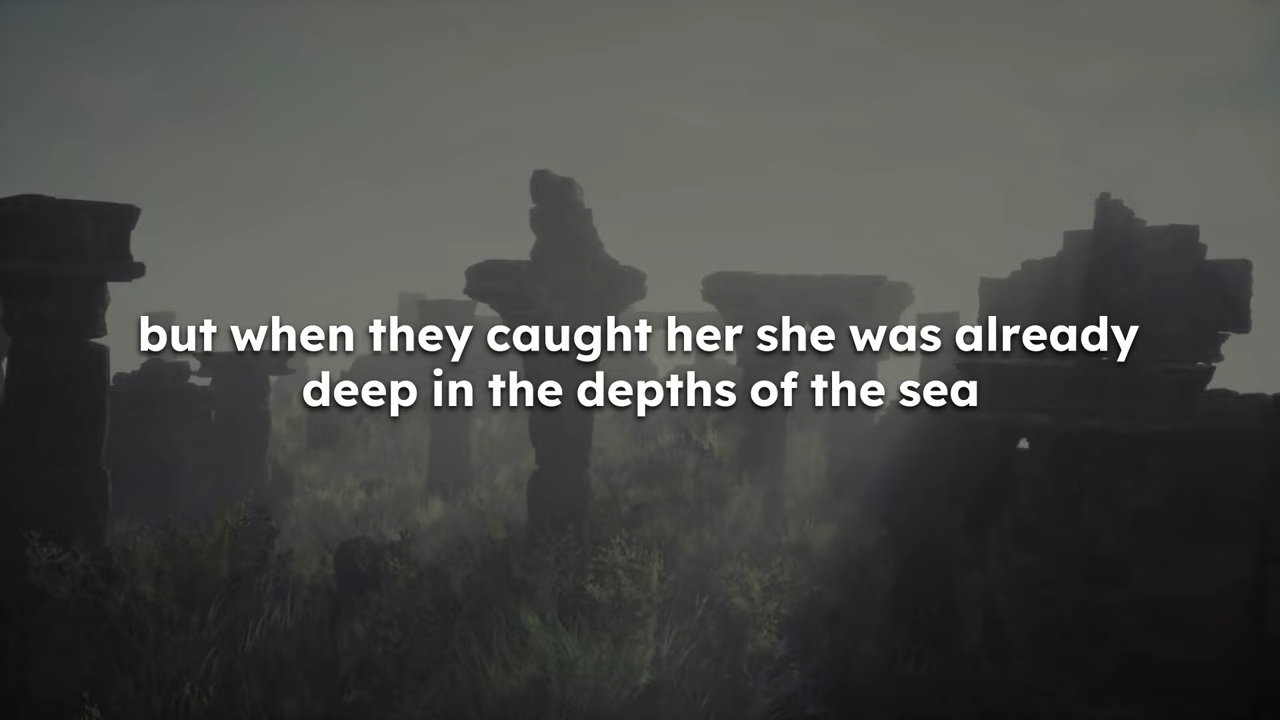 but when they caught her she was already
deep in the depths of the sea